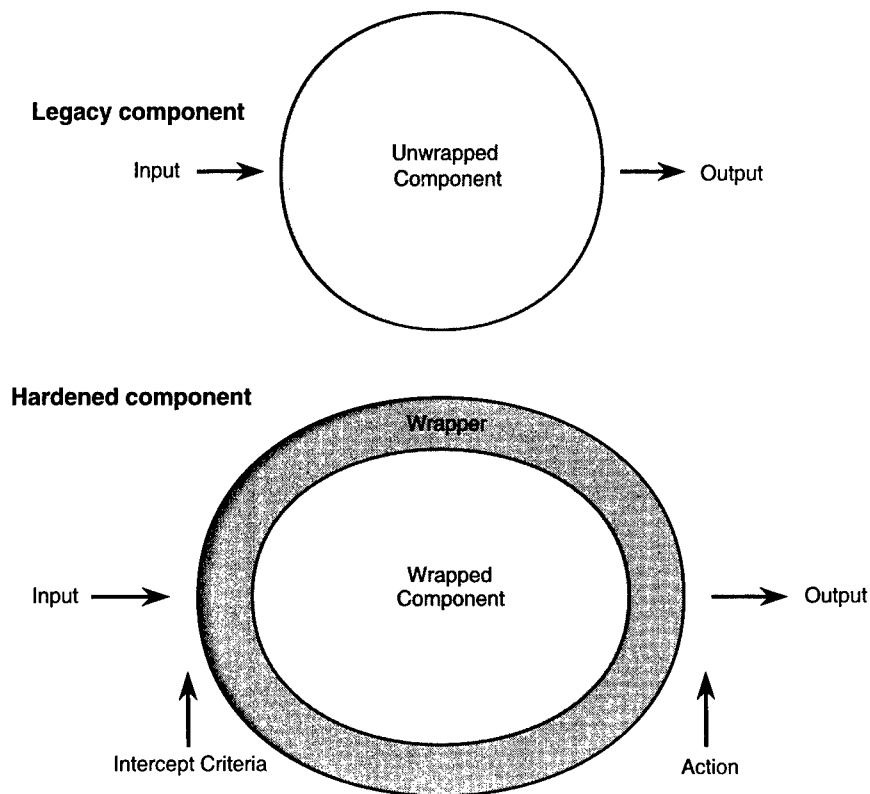 Legacy component
Input
Unwrapped
Component
Output
Hardened component
Wrapper
Input
Wrapped
Component
Output
Intercept Criteria
Action